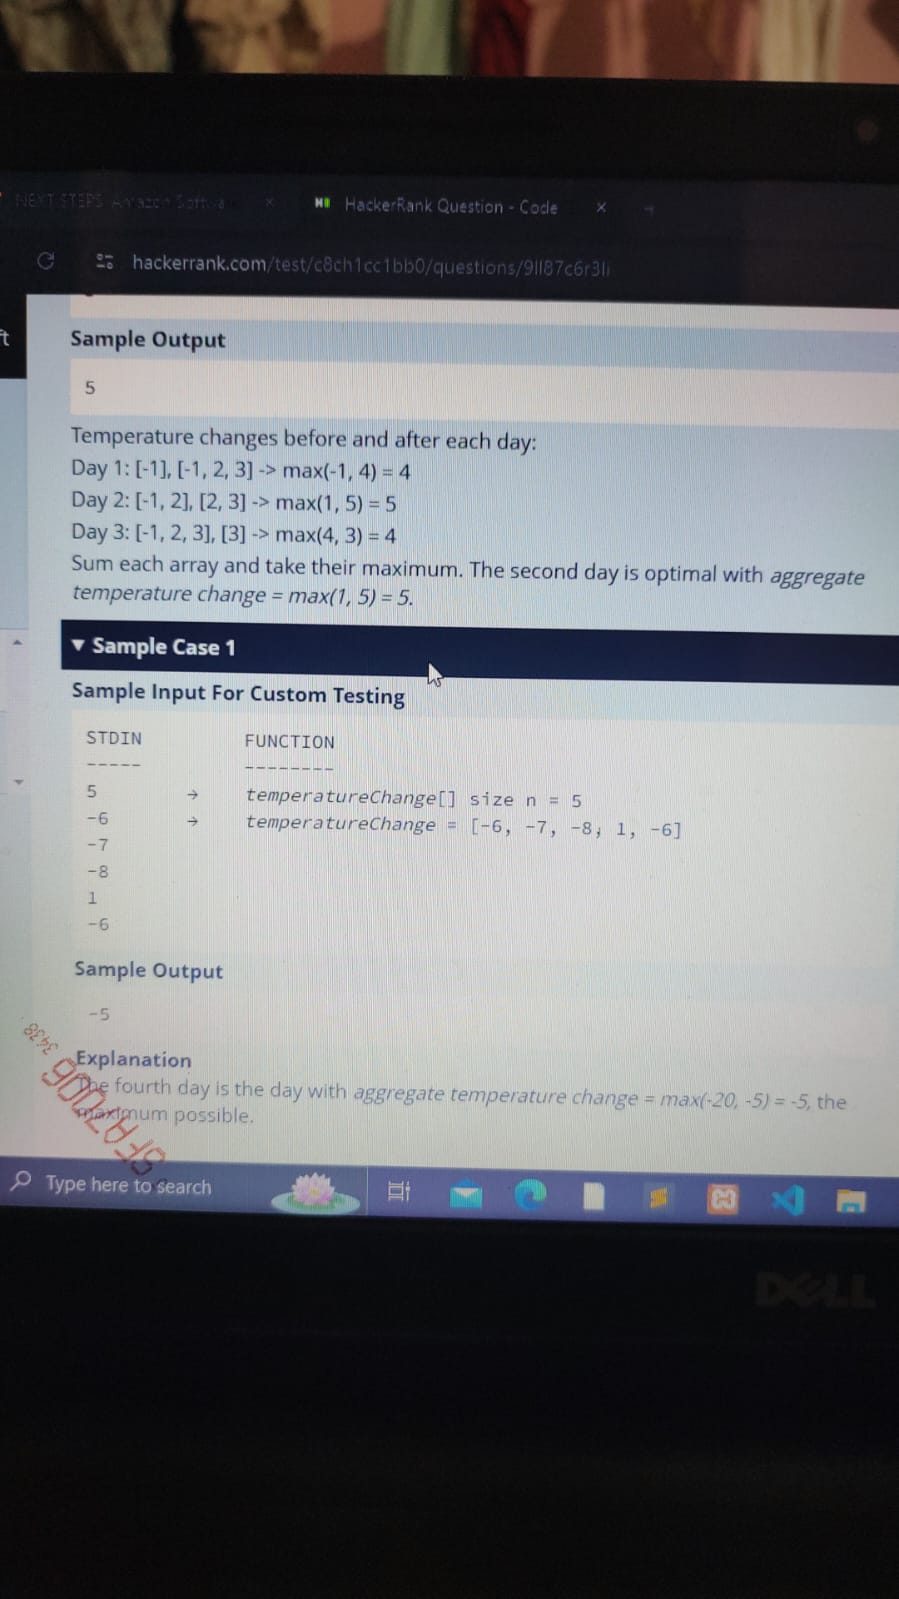 NEXT STEPS Amazon Softwa
HackerRank Question - Code
hackerrank.com/test/c8ch1cc1bb0/questions/9ll87c6r3li
ft
Sample Output
5
Temperature changes before and after each day:
Day 1: [-1], [-1, 2, 3] -> max(-1, 4) = 4
Day 2: [-1, 2], [2, 3] -> max(1, 5) = 5
Day 3: [-1, 2, 3], [3] -> max(4, 3) = 4
Sum each array and take their maximum. The second day is optimal with aggregate
temperature change = max(1, 5) = 5.
▼ Sample Case 1
Sample Input For Custom Testing
STDIN FUNCTION
----- --------
5 → temperatureChange[] size n = 5
-6 → temperatureChange = [-6, -7, -8, 1, -6]
-7
-8
1
-6
Sample Output
-5
Explanation
The fourth day is the day with aggregate temperature change = max(-20, -5) = -5, the
maximum possible.
Type here to search
DELL